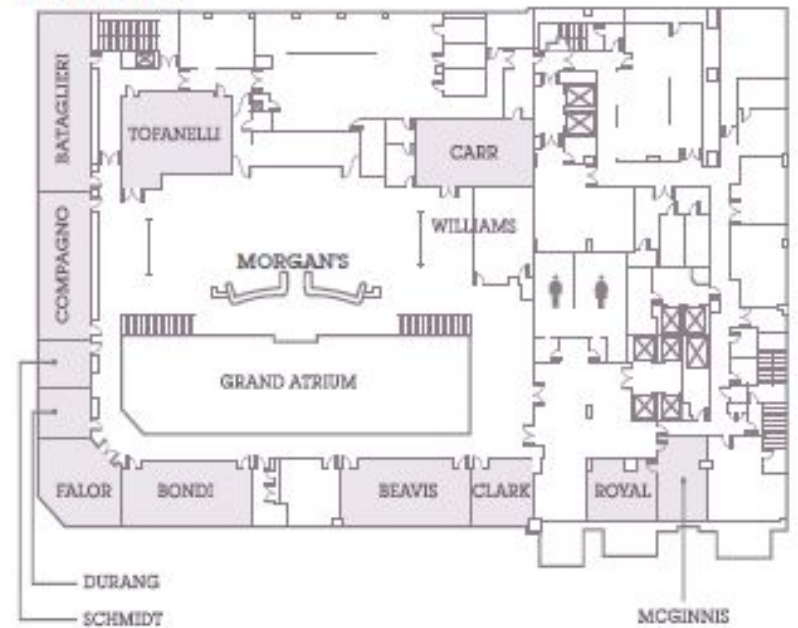 BATAGLIERI
TOFANELLI
CARR
COMPAGNO
WILLIAMS
MORGAN'S
GRAND ATRIUM
FALOR
BONDI
BEAVIS
CLARK
ROYAL
DURANG
SCHMIDT
MCGINNIS